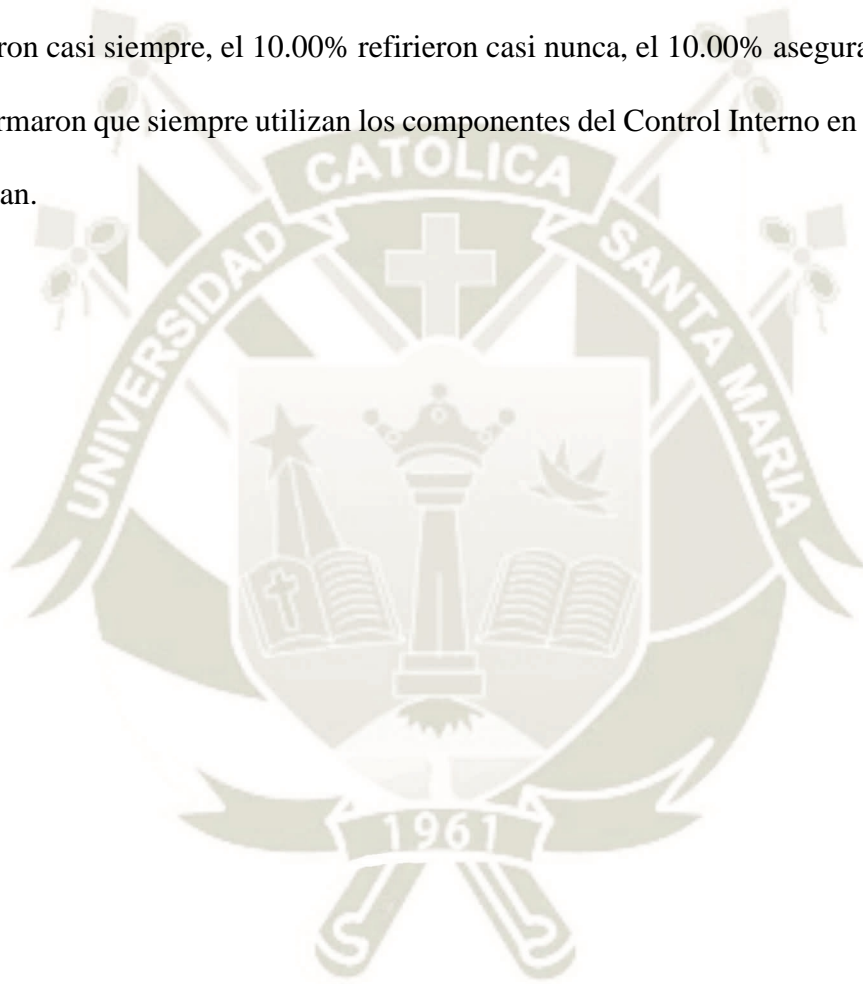 ron casi siempre, el 10.00% refirieron casi nunca, el 10.00% asegura
rmaron que siempre utilizan los componentes del Control Interno en
an.
UNIVERSIDAD CATOLICA SANTA MARIA
1961